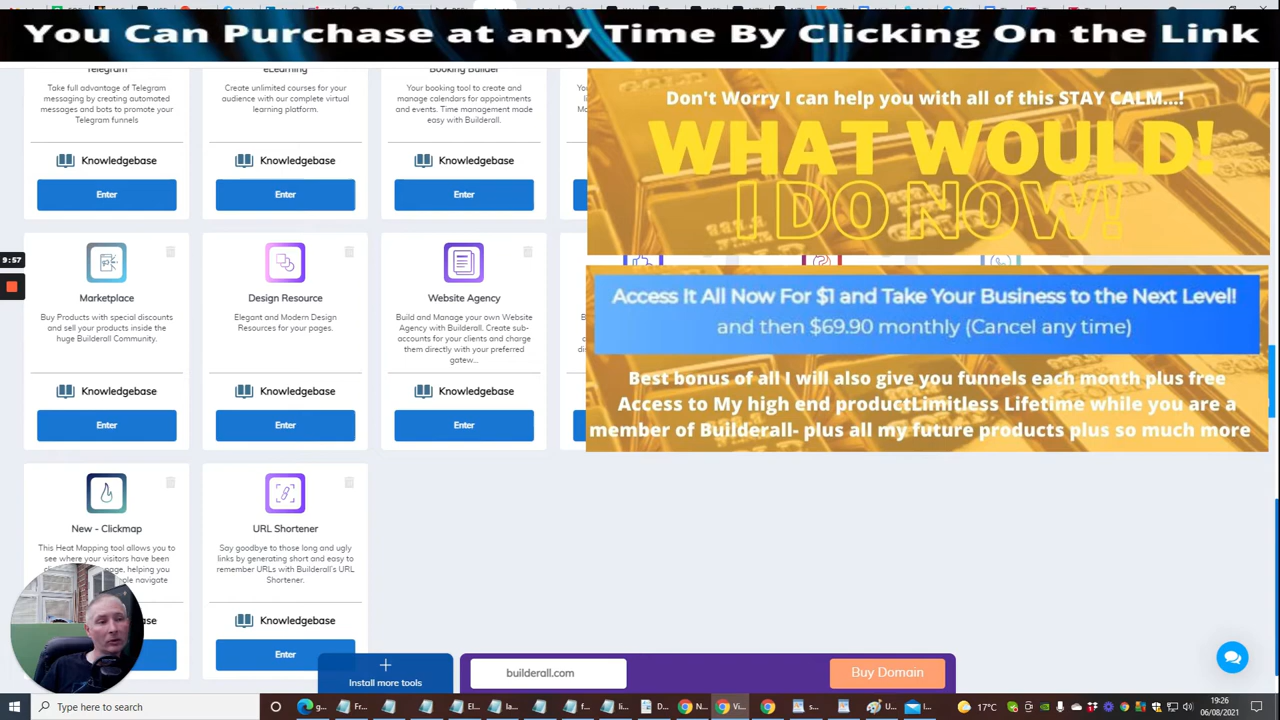 You Can Purchase at any Time By Clicking On the Link
Telegram
Take full advantage of Telegram
messaging by creating automated
messages and bots to promote your
Telegram funnels
Knowledgebase
Enter
eLearning
Create unlimited courses for your
audience with our complete virtual
learning platform.
Knowledgebase
Enter
Booking Builder
Your booking tool to create and
manage calendars for appointments
and events. Time management made
easy with Builderall.
Knowledgebase
Enter
Don't Worry I can help you with all of this STAY CALM...!
WHAT WOULD!
I DO NOW!
Access It All Now For $1 and Take Your Business to the Next Level!
and then $69.90 monthly (Cancel any time)
Best bonus of all I will also give you funnels each month plus free
Access to My high end productLimitless Lifetime while you are a
member of Builderall- plus all my future products plus so much more
9:57
Marketplace
Buy Products with special discounts
and sell your products inside the
huge Builderall Community.
Knowledgebase
Enter
Design Resource
Elegant and Modern Design
Resources for your pages.
Knowledgebase
Enter
Website Agency
Build and Manage your own Website
Agency with Builderall. Create sub-
accounts for your clients and charge
them directly with your preferred
gatew...
Knowledgebase
Enter
New - Clickmap
This Heat Mapping tool allows you to
see where your visitors have been
page, helping you
navigate
URL Shortener
Say goodbye to those long and ugly
links by generating short and easy to
remember URLs with Builderall's URL
Shortener.
Knowledgebase
Enter
+
Install more tools
builderall.com
Buy Domain
Type here to search
17°C
19:26
06/08/2021